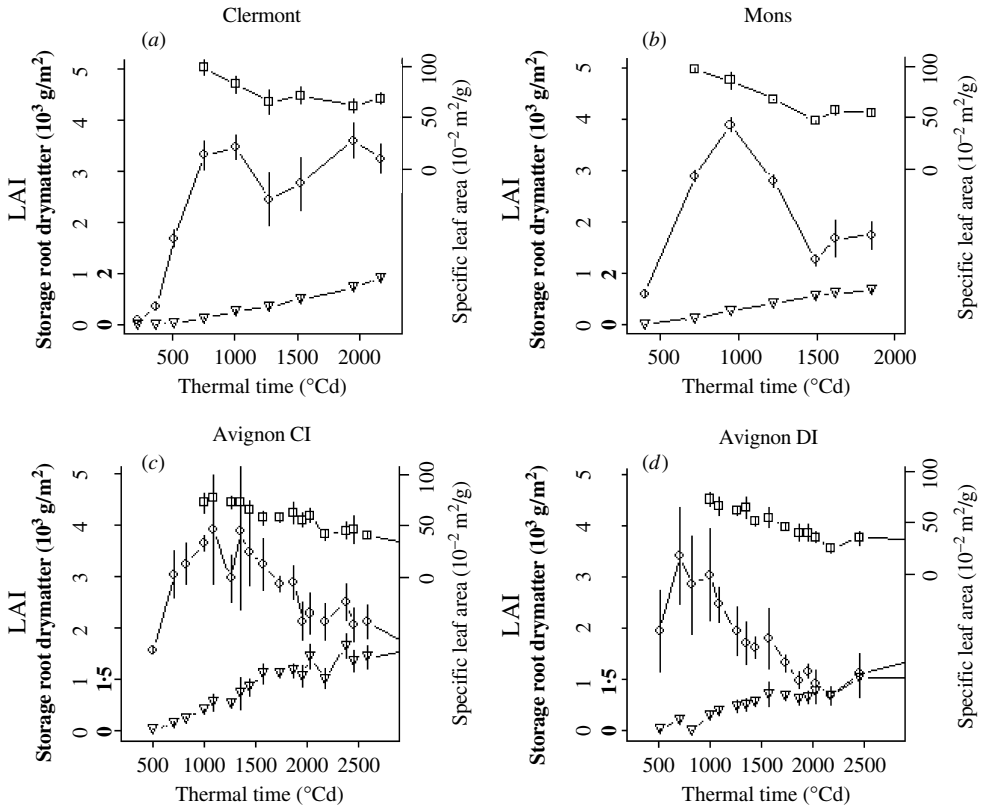 Clermont
(a)
LAI
Storage root drymatter (10³ g/m²)
5
4
3
2
1
0
2
0
100
50
0
Specific leaf area (10⁻² m²/g)
500 1000 1500 2000
Thermal time (°Cd)
Mons
(b)
LAI
Storage root drymatter (10³ g/m²)
5
4
3
2
1
0
2
0
100
50
0
Specific leaf area (10⁻² m²/g)
500 1000 1500 2000
Thermal time (°Cd)
Avignon CI
(c)
LAI
Storage root drymatter (10³ g/m²)
5
4
3
2
1
0
1·5
0
100
50
0
Specific leaf area (10⁻² m²/g)
500 1000 1500 2000 2500
Thermal time (°Cd)
Avignon DI
(d)
LAI
Storage root drymatter (10³ g/m²)
5
4
3
2
1
0
1·5
0
100
50
0
Specific leaf area (10⁻² m²/g)
500 1000 1500 2000 2500
Thermal time (°Cd)